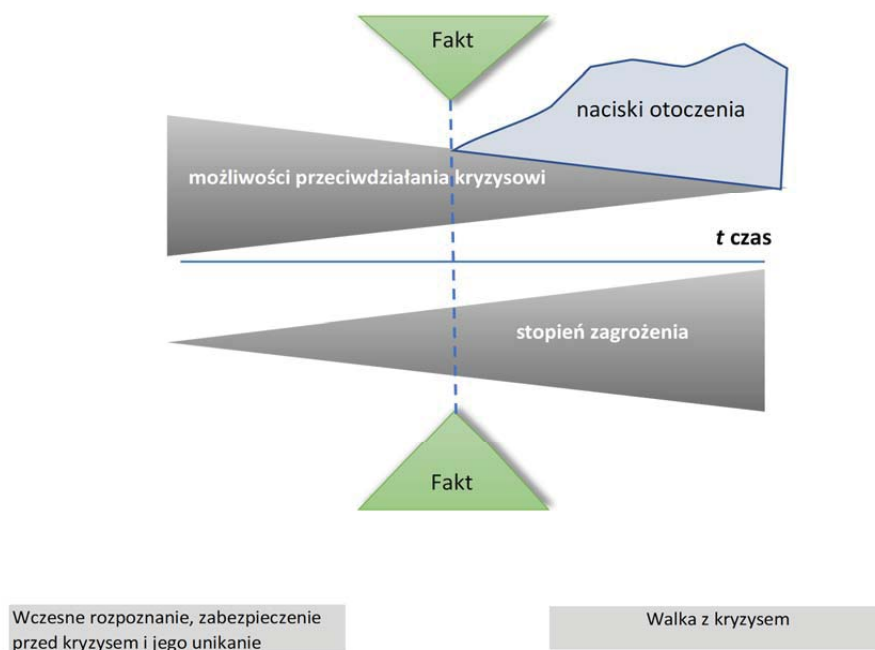 Fakt
naciski otoczenia
możliwości przeciwdziałania kryzysowi
t czas
stopień zagrożenia
Fakt
Wczesne rozpoznanie, zabezpieczenie
przed kryzysem i jego unikanie
Walka z kryzysem